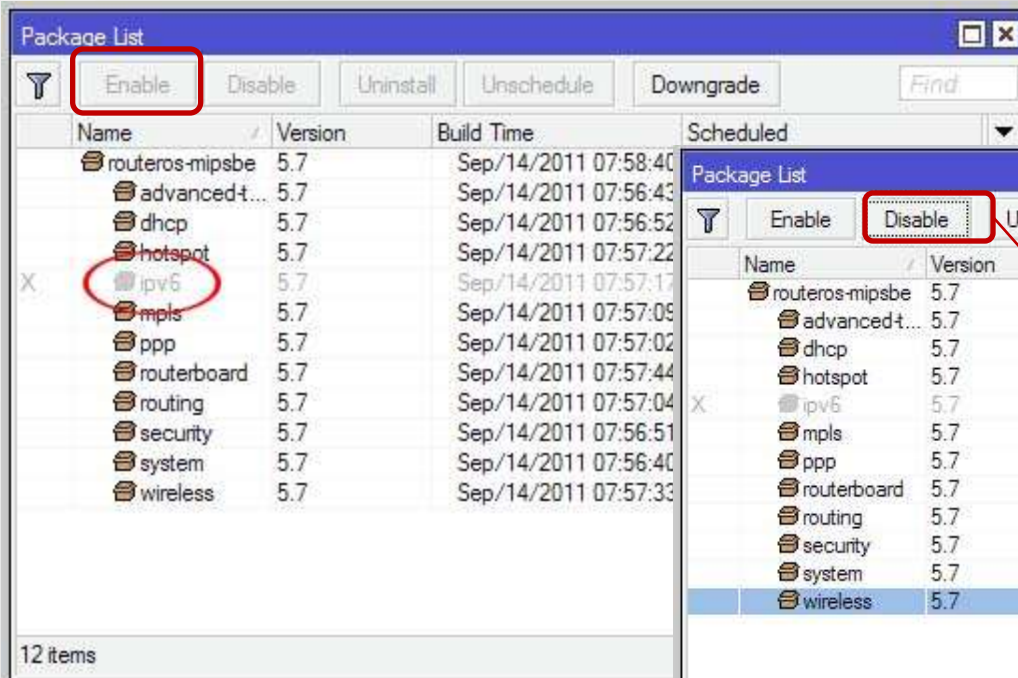 Package List
Enable Disable Uninstall Unschedule Downgrade Find
Name Version Build Time Scheduled
routeros-mipsbe 5.7 Sep/14/2011 07:58:40
advanced-t... 5.7 Sep/14/2011 07:56:43
dhcp 5.7 Sep/14/2011 07:56:52
hotspot 5.7 Sep/14/2011 07:57:22
X ipv6 5.7 Sep/14/2011 07:57:17
mpls 5.7 Sep/14/2011 07:57:09
ppp 5.7 Sep/14/2011 07:57:02
routerboard 5.7 Sep/14/2011 07:57:44
routing 5.7 Sep/14/2011 07:57:04
security 5.7 Sep/14/2011 07:56:51
system 5.7 Sep/14/2011 07:56:40
wireless 5.7 Sep/14/2011 07:57:33
12 items
Package List
Enable Disable U
Name Version
routeros-mipsbe 5.7
advanced-t... 5.7
dhcp 5.7
hotspot 5.7
X ipv6 5.7
mpls 5.7
ppp 5.7
routerboard 5.7
routing 5.7
security 5.7
system 5.7
wireless 5.7